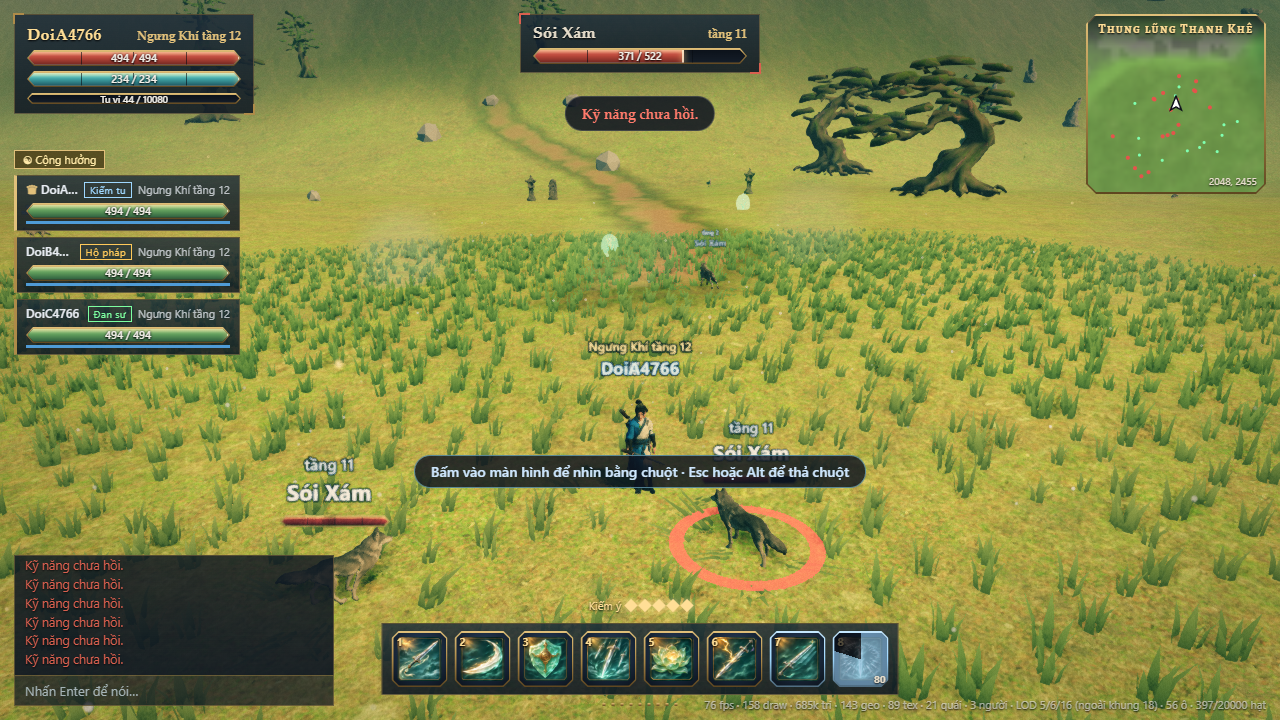 DoiA4766 Ngưng Khí tầng 12
494 / 494
234 / 234
Tu vi 44 / 10080
Sói Xám tầng 11
371 / 522
Kỹ năng chưa hồi.
THUNG LŨNG THANH KHÊ
2048, 2455
Cộng hưởng
DoiA... Kiếm tu Ngưng Khí tầng 12
494 / 494
DoiB4... Hộ pháp Ngưng Khí tầng 12
494 / 494
DoiC4766 Đan sư Ngưng Khí tầng 12
494 / 494
Sói Xám
Ngưng Khí tầng 12
DoiA4766
tầng 11
Sói Xám
Bấm vào màn hình để nhìn bằng chuột · Esc hoặc Alt để thả chuột
tầng 11
Sói Xám
Kỹ năng chưa hồi.
Kỹ năng chưa hồi.
Kỹ năng chưa hồi.
Kỹ năng chưa hồi.
Kỹ năng chưa hồi.
Kỹ năng chưa hồi.
Nhấn Enter để nói...
Kiếm ý
1 2 3 4 5 6 7 8
80
76 fps · 158 draw · 685k tri · 143 geo · 89 tex · 21 quái · 3 người · LOD 5/6/16 (ngoài khung 18) · 56 ô · 397/20000 hạt